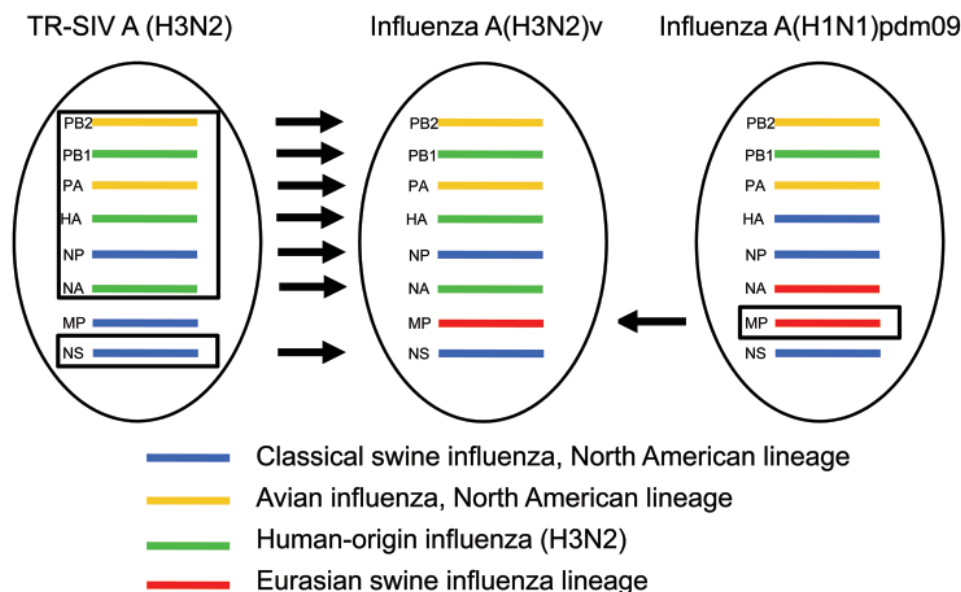 TR-SIV A (H3N2) Influenza A(H3N2)v Influenza A(H1N1)pdm09
PB2 PB2 PB2
PB1 PB1 PB1
PA PA PA
HA HA HA
NP NP NP
NA NA NA
MP MP MP
NS NS NS
Classical swine influenza, North American lineage
Avian influenza, North American lineage
Human-origin influenza (H3N2)
Eurasian swine influenza lineage